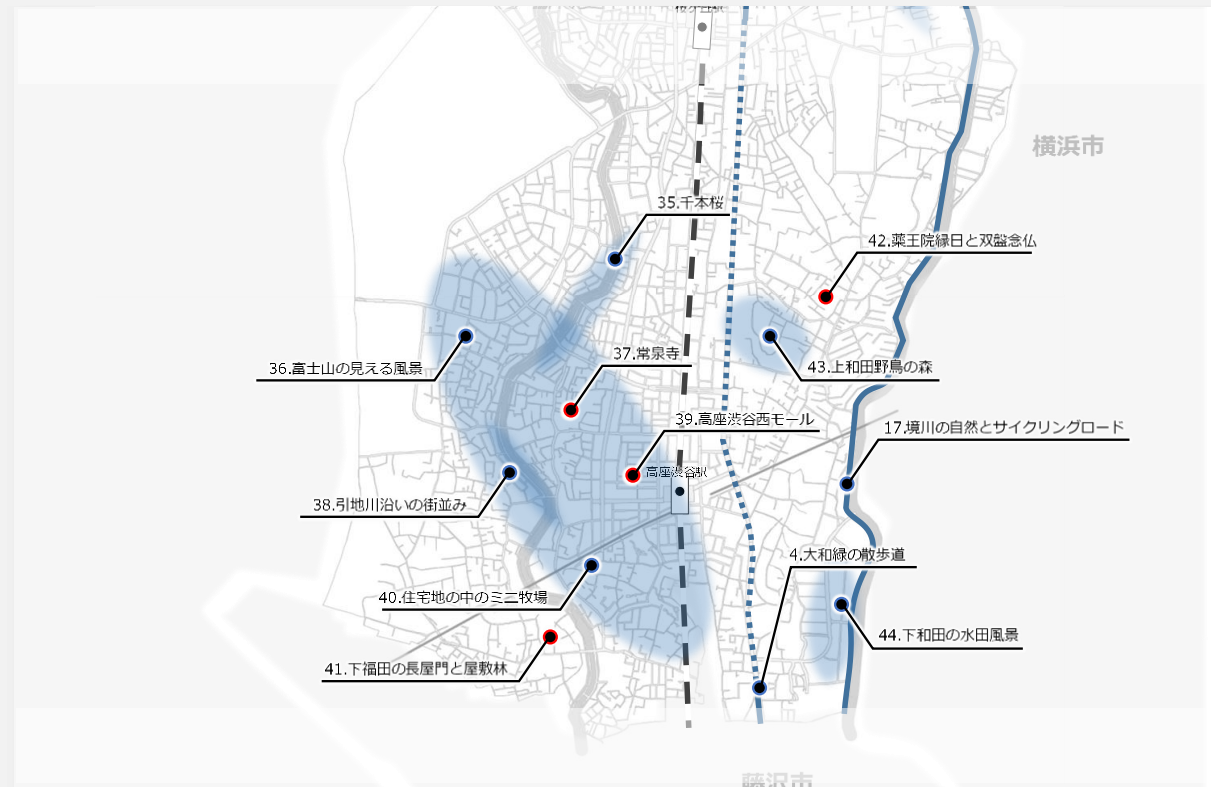 横浜市
35.千本桜
42.薬王院縁日と双盤念仏
37.常泉寺
36.富士山の見える風景
43.上和田野鳥の森
39.高座渋谷西モール
17.境川の自然とサイクリングロード
高座渋谷駅
38.引地川沿いの街並み
4.大和緑の散歩道
40.住宅地の中のミニ牧場
44.下和田の水田風景
41.下福田の長屋門と屋敷林
藤沢市